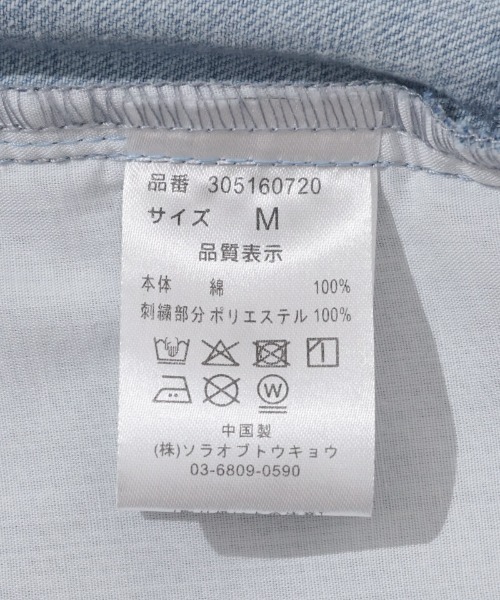 品番 305160720
サイズ M
品質表示
本体 綿 100%
刺繍部分 ポリエステル 100%
W
中国製
(株)ソラオブトウキョウ
03-6809-0590